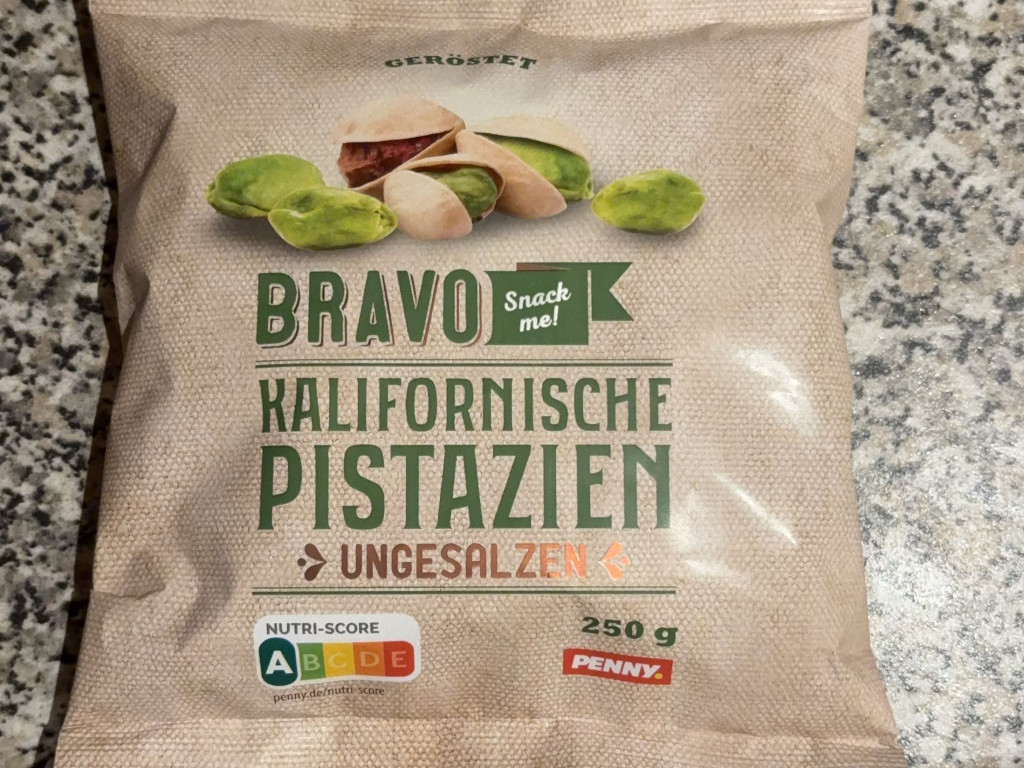 GERÖSTET
BRAVO
Snack
me!
KALIFORNISCHE
PISTAZIEN
UNGESALZEN
NUTRI-SCORE
A B C D E
penny.de/nutri-score
250 g
PENNY.